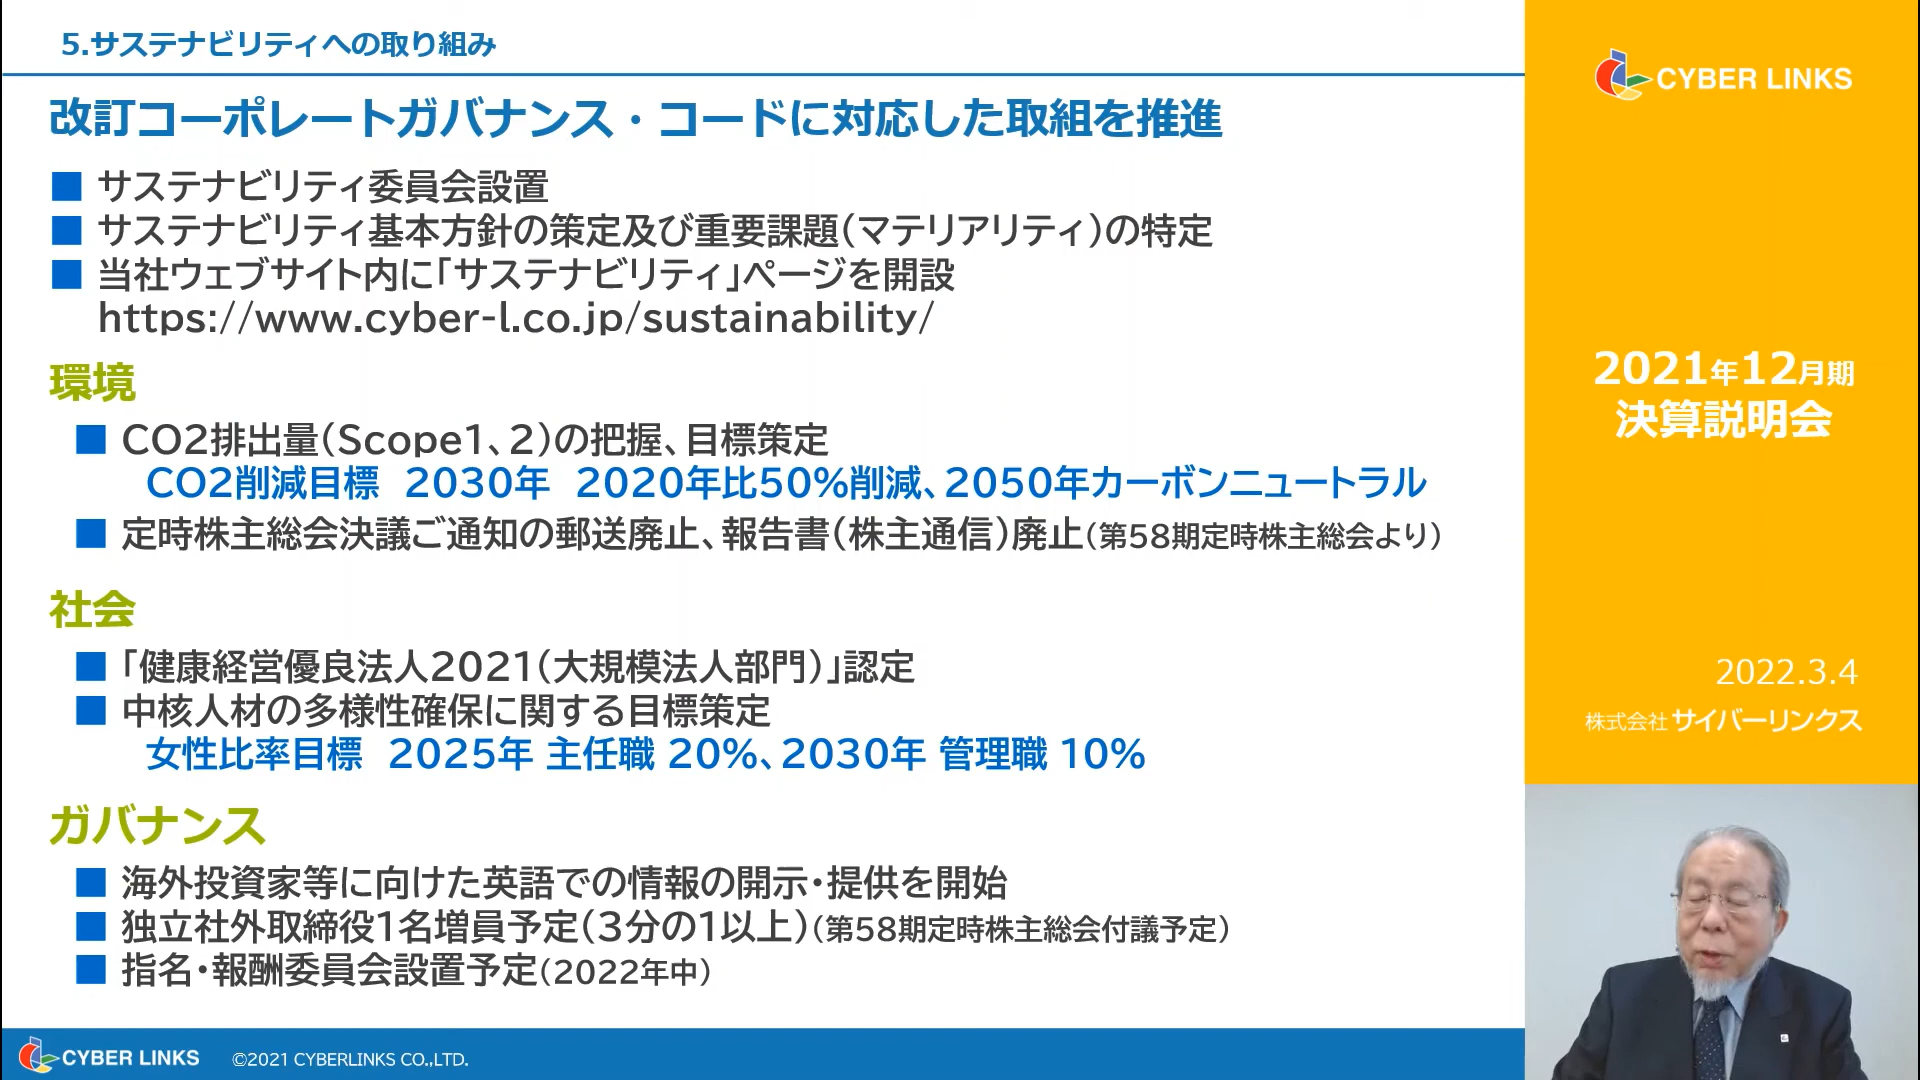 5.サステナビリティへの取り組み
改訂コーポレートガバナンス・コードに対応した取組を推進
■ サステナビリティ委員会設置
■ サステナビリティ基本方針の策定及び重要課題（マテリアリティ）の特定
■ 当社ウェブサイト内に「サステナビリティ」ページを開設
https://www.cyber-l.co.jp/sustainability/
環境
■ CO2排出量（Scope1、2）の把握、目標策定
CO2削減目標 2030年 2020年比50%削減、2050年カーボンニュートラル
■ 定時株主総会決議ご通知の郵送廃止、報告書（株主通信）廃止（第58期定時株主総会より）
社会
■ 「健康経営優良法人2021（大規模法人部門）」認定
■ 中核人材の多様性確保に関する目標策定
女性比率目標 2025年 主任職 20%、2030年 管理職 10%
ガバナンス
■ 海外投資家等に向けた英語での情報の開示・提供を開始
■ 独立社外取締役1名増員予定（3分の1以上）（第58期定時株主総会付議予定）
■ 指名・報酬委員会設置予定（2022年中）
CYBER LINKS ©2021 CYBERLINKS CO.,LTD.
CYBER LINKS
2021年12月期
決算説明会
2022.3.4
株式会社サイバーリンクス